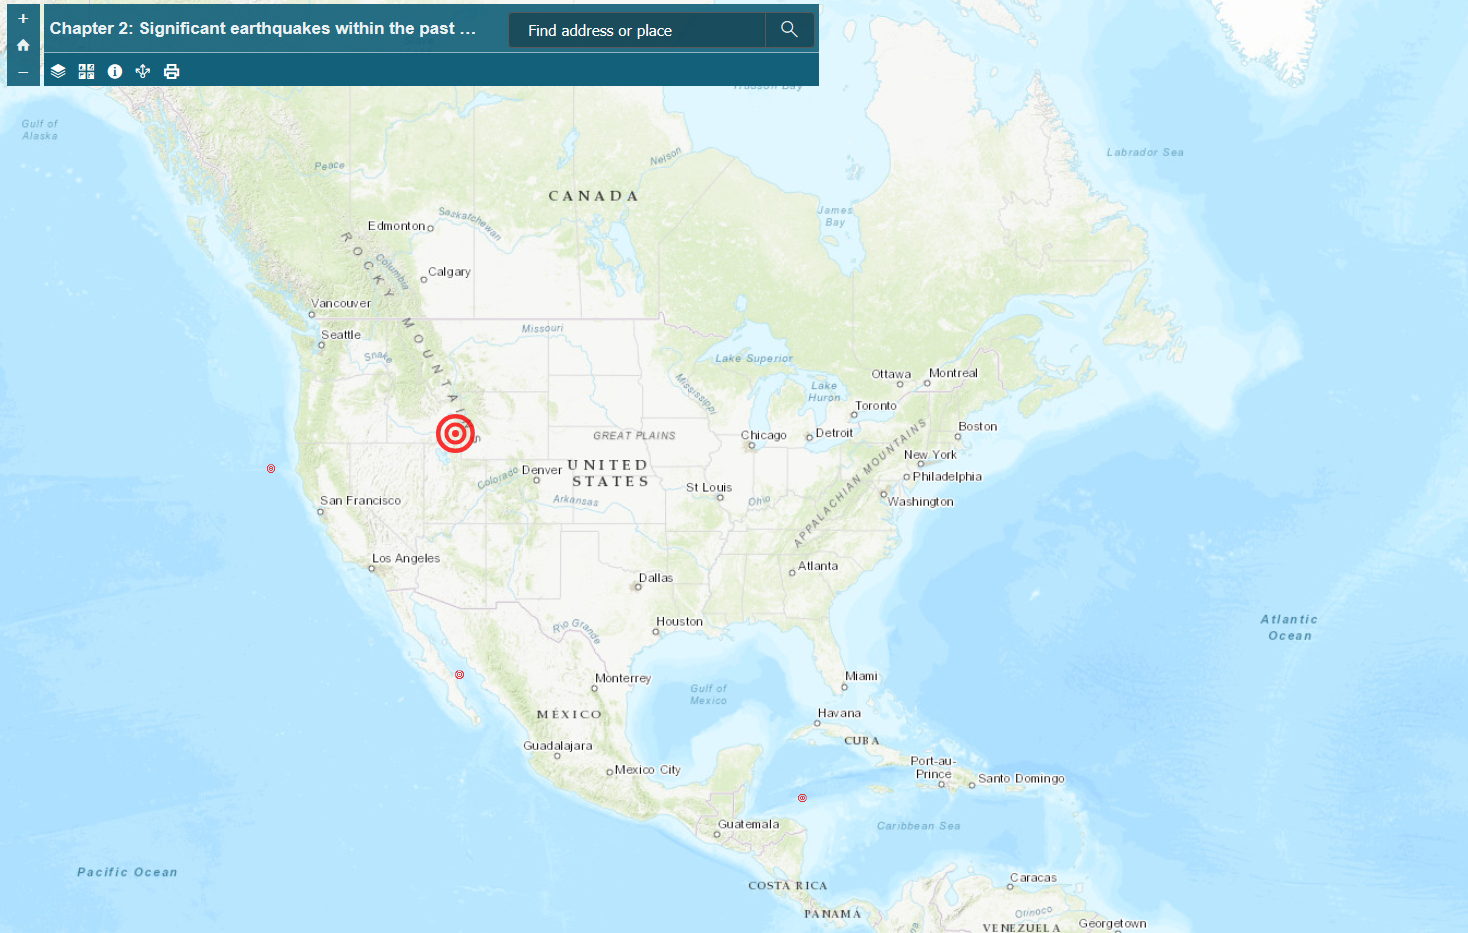 +
Chapter 2: Significant earthquakes within the past ...
Find address or place
−
Hudson Bay
Gulf of
Alaska
Labrador Sea
Peace
Nelson
CANADA
James
Bay
Saskatchewan
Edmonton
ROCKY MOUNTAINS
Columbia
Calgary
Vancouver
Seattle
Missouri
Snake
Lake Superior
Ottawa
Montreal
Mississippi
Lake
Huron
Toronto
Boston
GREAT PLAINS
Chicago
Detroit
APPALACHIAN MOUNTAINS
New York
Philadelphia
Denver
UNITED
STATES
Colorado
St Louis
Ohio
Washington
San Francisco
Arkansas
Los Angeles
Atlanta
Dallas
Houston
Rio Grande
Atlantic
Ocean
Monterrey
Miami
Gulf of
Mexico
MÉXICO
Havana
CUBA
Guadalajara
Mexico City
Port-au-
Prince
Santo Domingo
Guatemala
Caribbean Sea
Pacific Ocean
COSTA RICA
Caracas
PANAMÁ
Orinoco
VENEZUELA
Georgetown